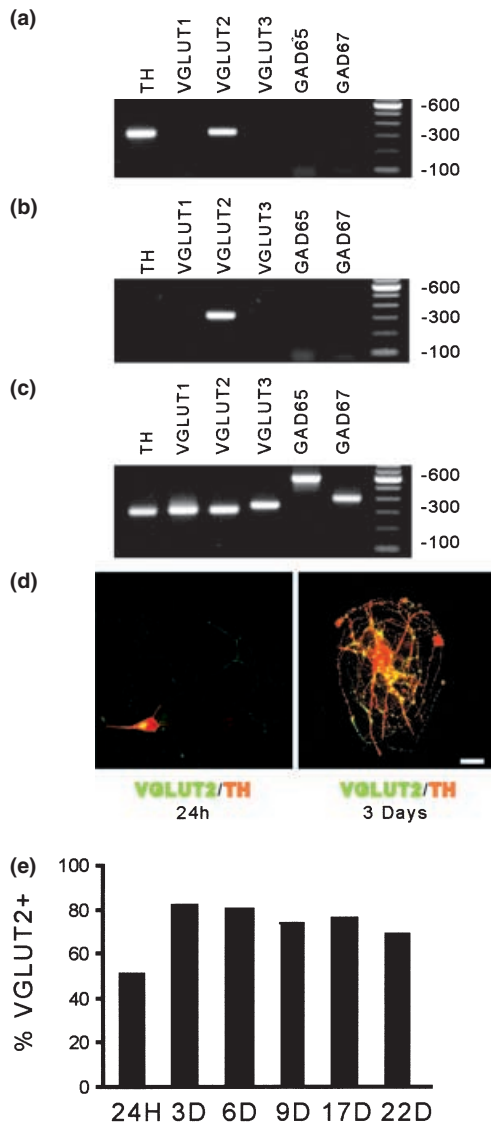 (a)
TH VGLUT1 VGLUT2 VGLUT3 GAD65 GAD67
-600
-300
-100
(b)
TH VGLUT1 VGLUT2 VGLUT3 GAD65 GAD67
-600
-300
-100
(c)
TH VGLUT1 VGLUT2 VGLUT3 GAD65 GAD67
-600
-300
-100
(d)
VGLUT2/TH VGLUT2/TH
24h 3 Days
(e)
% VGLUT2+
100
80
60
40
20
0
24H 3D 6D 9D 17D 22D